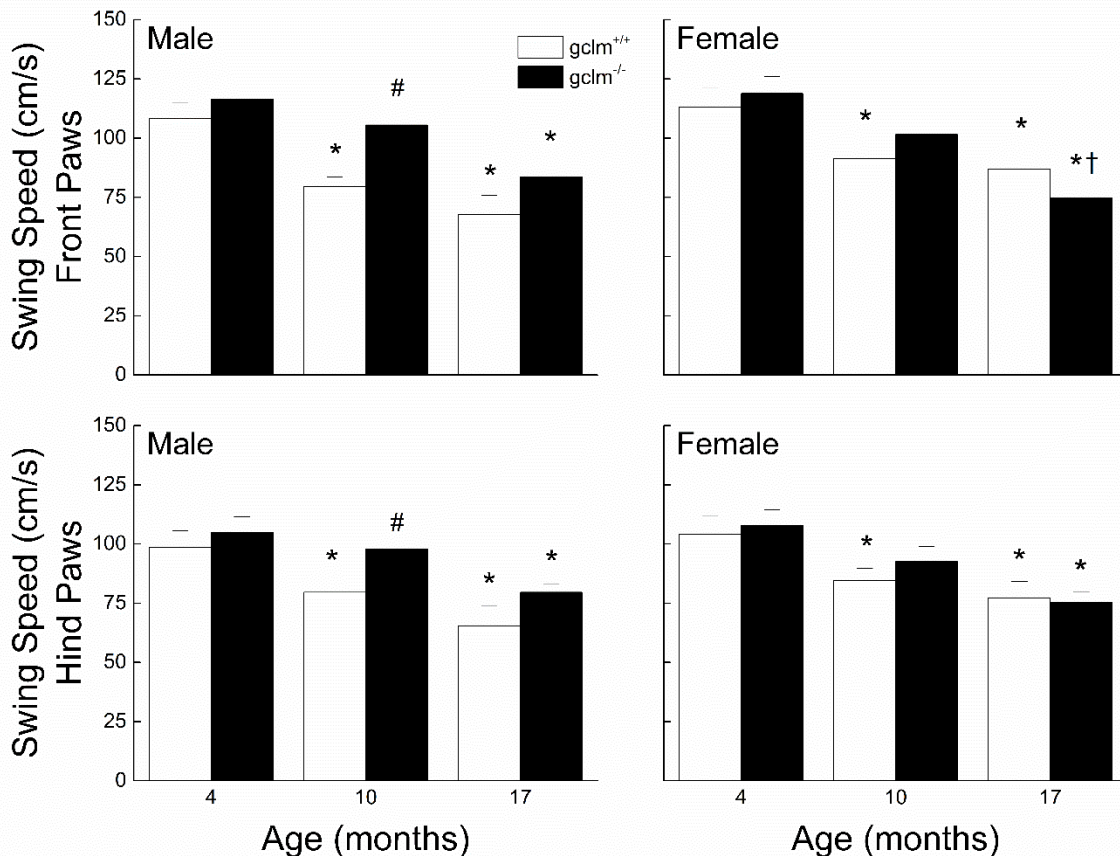 Swing Speed (cm/s)
Front Paws
150
125
100
75
50
25
0
Male
gclm+/+
gclm-/-
*
#
*
*
Female
*
*
*†
Swing Speed (cm/s)
Hind Paws
150
125
100
75
50
25
0
Male
*
#
*
*
4
10
17
Age (months)
Female
*
*
*
4
10
17
Age (months)